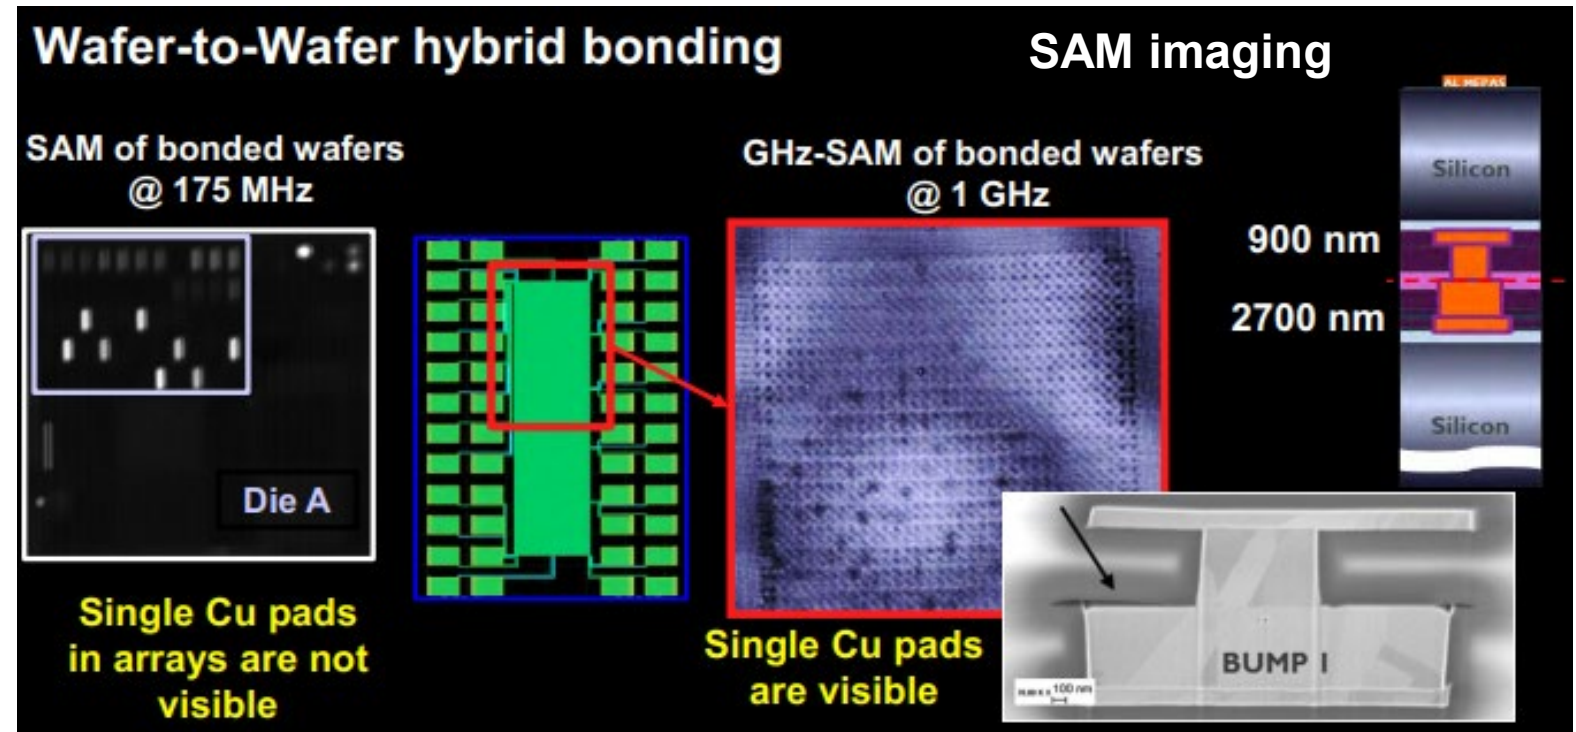 Wafer-to-Wafer hybrid bonding
SAM imaging
SAM of bonded wafers
@ 175 MHz
GHz-SAM of bonded wafers
@ 1 GHz
Silicon
900 nm
2700 nm
Silicon
Die A
BUMP 1
100 nm
Single Cu pads
in arrays are not
visible
Single Cu pads
are visible